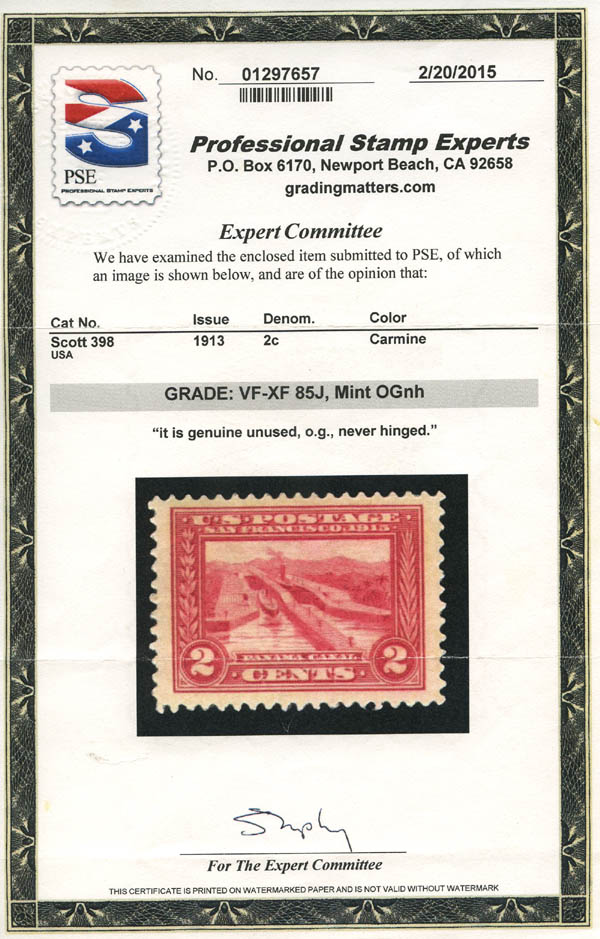 No. 01297657 2/20/2015
PSE
PROFESSIONAL STAMP EXPERTS
Professional Stamp Experts
P.O. Box 6170, Newport Beach, CA 92658
gradingmatters.com
Expert Committee
We have examined the enclosed item submitted to PSE, of which
an image is shown below, and are of the opinion that:
Cat No. Issue Denom. Color
Scott 398 1913 2c Carmine
USA
GRADE: VF-XF 85J, Mint OGnh
“it is genuine unused, o.g., never hinged.”
U.S. POSTAGE
SAN FRANCISCO, 1915
PANAMA CANAL
2 CENTS 2
For The Expert Committee
THIS CERTIFICATE IS PRINTED ON WATERMARKED PAPER AND IS NOT VALID WITHOUT WATERMARK